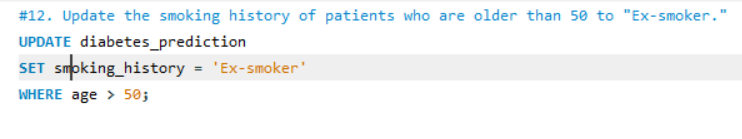 #12. Update the smoking history of patients who are older than 50 to "Ex-smoker."
UPDATE diabetes_prediction
SET smoking_history = 'Ex-smoker'
WHERE age > 50;